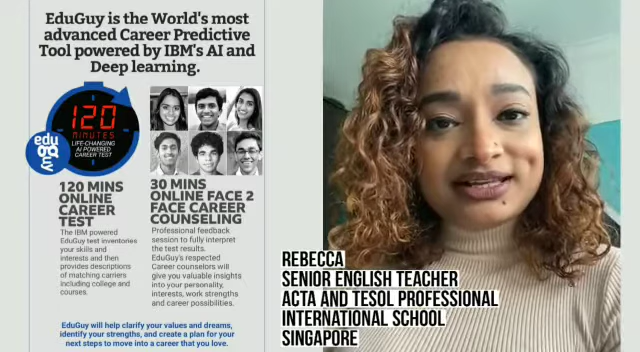 EduGuy is the World's most
advanced Career Predictive
Tool powered by IBM's AI and
Deep learning.
120
MINUTES
LIFE-CHANGING
AI POWERED
CAREER TEST
edu
guy
120 MINS
ONLINE
CAREER
TEST
The IBM powered
EduGuy test inventories
your skills and
interests and then
provides descriptions
of matching carriers
including college and
courses.
30 MINS
ONLINE FACE 2
FACE CAREER
COUNSELING
Professional feedback
session to fully interpret
the test results.
EduGuy's respected
Career counselors will
give you valuable insights
into your personality,
interests, work strengths
and career possibilities.
EduGuy will help clarify your values and dreams,
identify your strengths, and create a plan for your
next steps to move into a career that you love.
REBECCA
SENIOR ENGLISH TEACHER
ACTA AND TESOL PROFESSIONAL
INTERNATIONAL SCHOOL
SINGAPORE